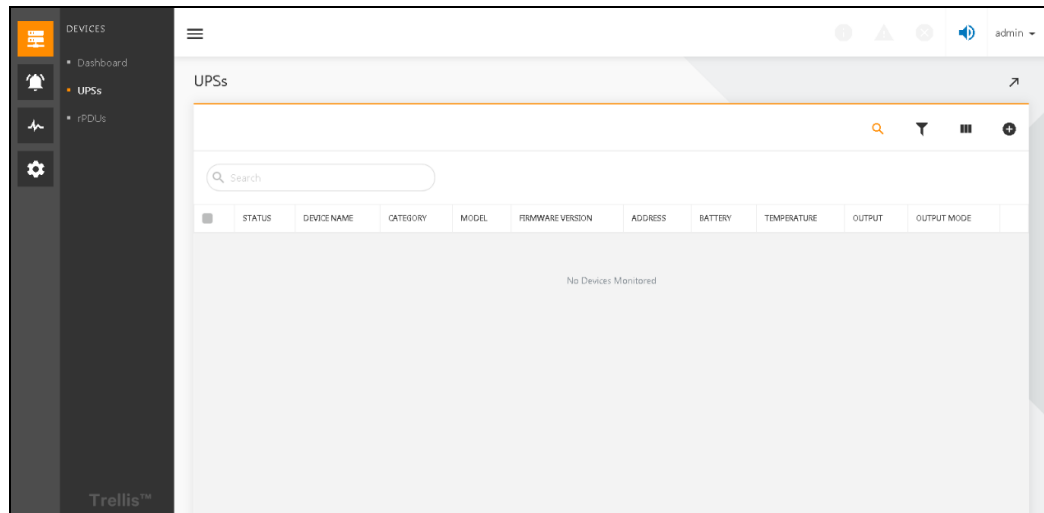 DEVICES
Dashboard
UPSs
rPDUs
Trellis™
admin
UPSs
Search
STATUS DEVICE NAME CATEGORY MODEL FIRMWARE VERSION ADDRESS BATTERY TEMPERATURE OUTPUT OUTPUT MODE
No Devices Monitored